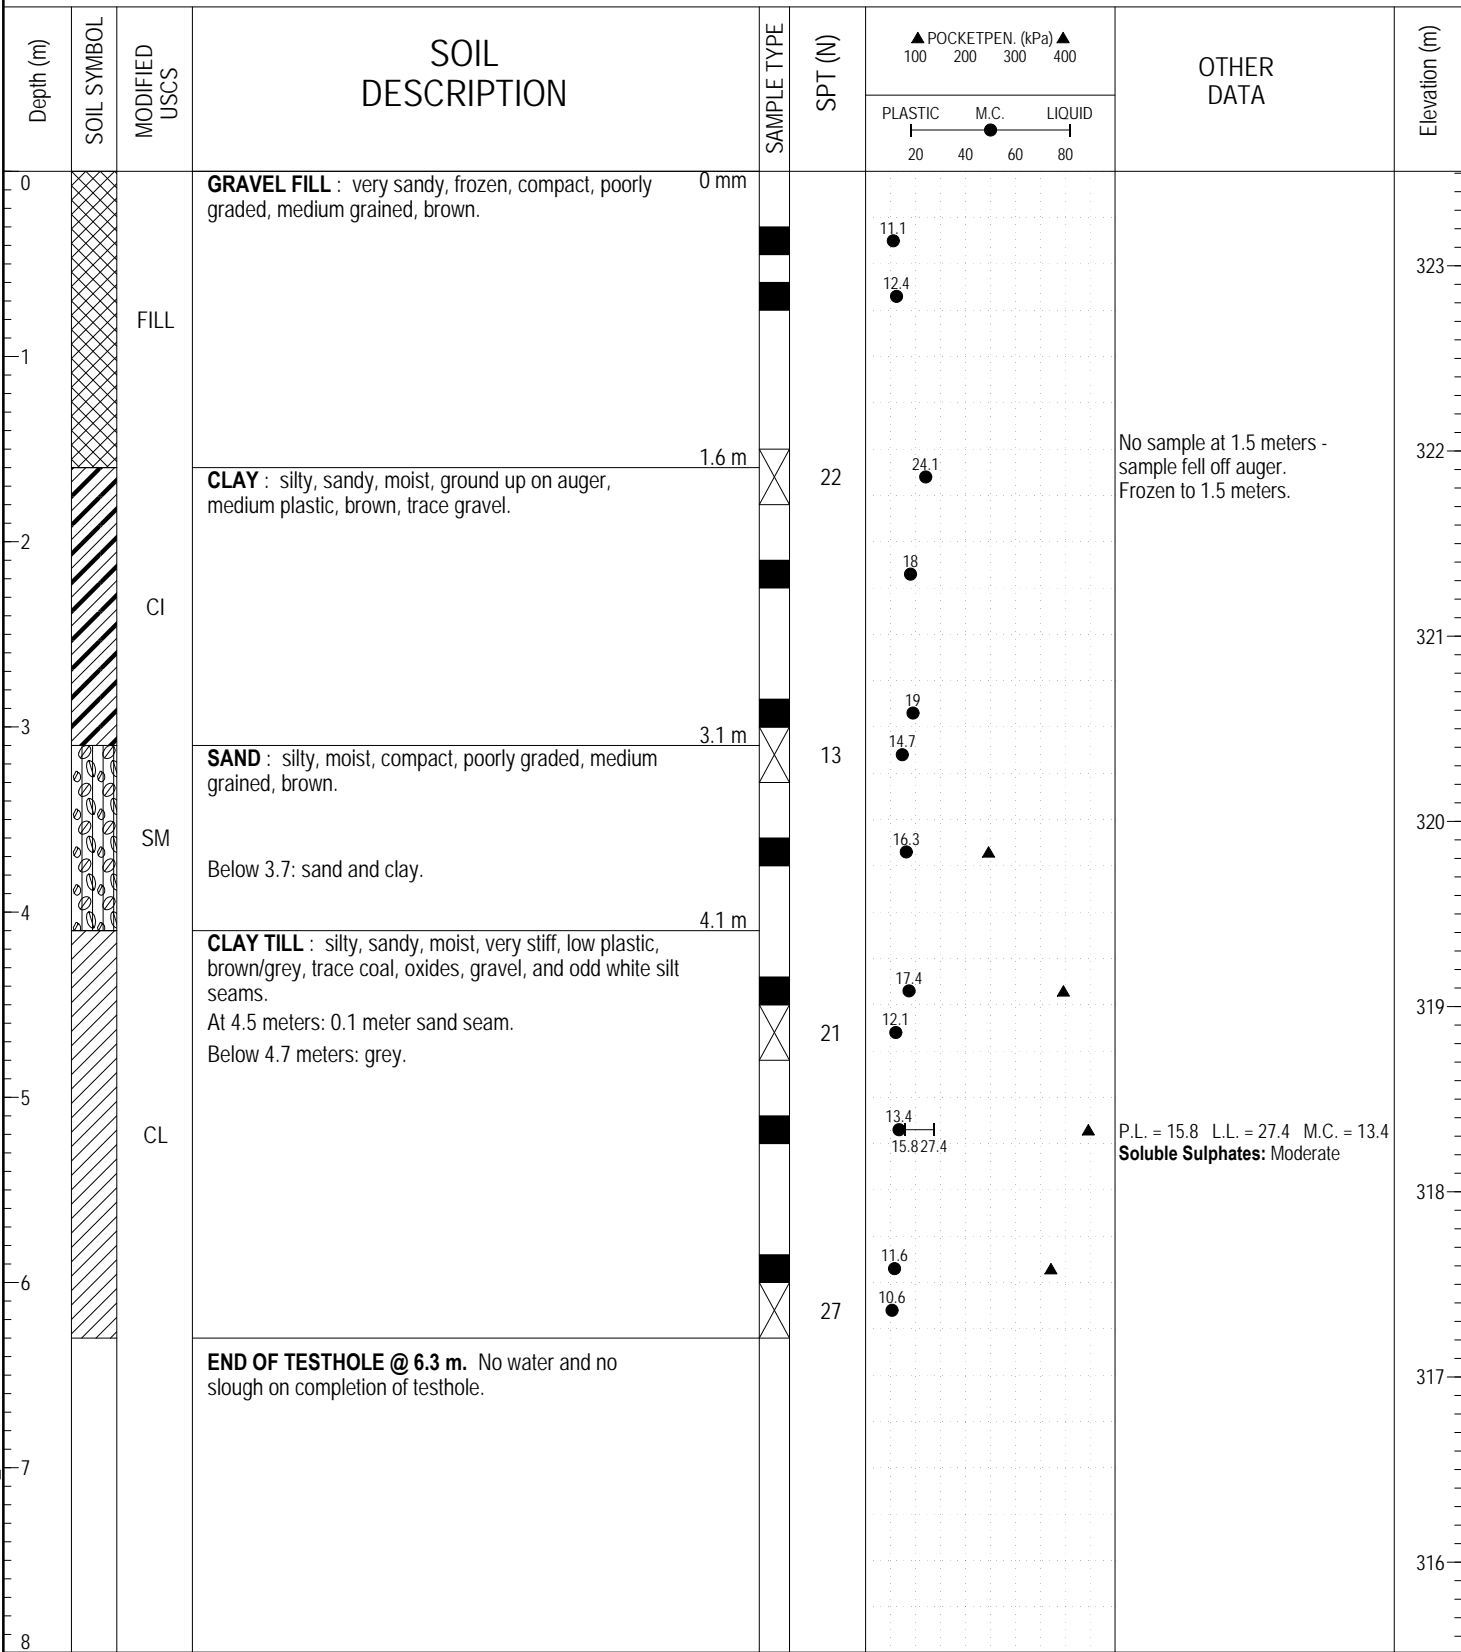 Depth (m)
SOIL SYMBOL
MODIFIED
USCS
SOIL
DESCRIPTION
SAMPLE TYPE
SPT (N)
▲ POCKETPEN. (kPa) ▲
100 200 300 400
PLASTIC M.C. LIQUID
20 40 60 80
OTHER
DATA
Elevation (m)
0
1
2
3
4
5
6
7
8
FILL
CI
SM
CL
GRAVEL FILL : very sandy, frozen, compact, poorly
graded, medium grained, brown.
0 mm
1.6 m
CLAY : silty, sandy, moist, ground up on auger,
medium plastic, brown, trace gravel.
3.1 m
SAND : silty, moist, compact, poorly graded, medium
grained, brown.
Below 3.7: sand and clay.
4.1 m
CLAY TILL : silty, sandy, moist, very stiff, low plastic,
brown/grey, trace coal, oxides, gravel, and odd white silt
seams.
At 4.5 meters: 0.1 meter sand seam.
Below 4.7 meters: grey.
END OF TESTHOLE @ 6.3 m. No water and no
slough on completion of testhole.
22
13
21
27
11.1
12.4
24.1
18
19
14.7
16.3
17.4
12.1
13.4
15.8 27.4
11.6
10.6
No sample at 1.5 meters -
sample fell off auger.
Frozen to 1.5 meters.
P.L. = 15.8 L.L. = 27.4 M.C. = 13.4
Soluble Sulphates: Moderate
323
322
321
320
319
318
317
316